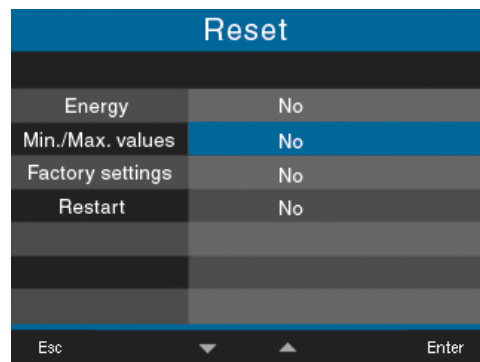 Reset
Energy No
Min./Max. values No
Factory settings No
Restart No
Esc Enter